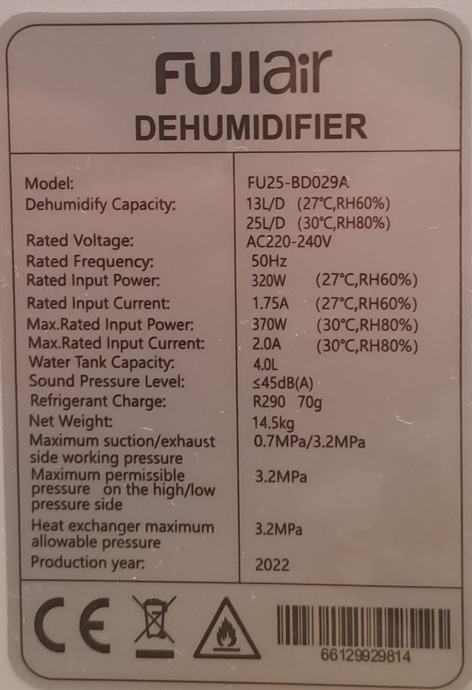 FUJIair
DEHUMIDIFIER
Model: FU25-BD029A
Dehumidify Capacity: 13L/D (27℃,RH60%)
25L/D (30℃,RH80%)
Rated Voltage: AC220-240V
Rated Frequency: 50Hz
Rated Input Power: 320W (27℃,RH60%)
Rated Input Current: 1.75A (27℃,RH60%)
Max.Rated Input Power: 370W (30℃,RH80%)
Max.Rated Input Current: 2.0A (30℃,RH80%)
Water Tank Capacity: 4.0L
Sound Pressure Level: ≤45dB(A)
Refrigerant Charge: R290 70g
Net Weight: 14.5kg
Maximum suction/exhaust 0.7MPa/3.2MPa
side working pressure
Maximum permissible 3.2MPa
pressure on the high/low
pressure side
Heat exchanger maximum 3.2MPa
allowable pressure
Production year: 2022
CE
66129929814